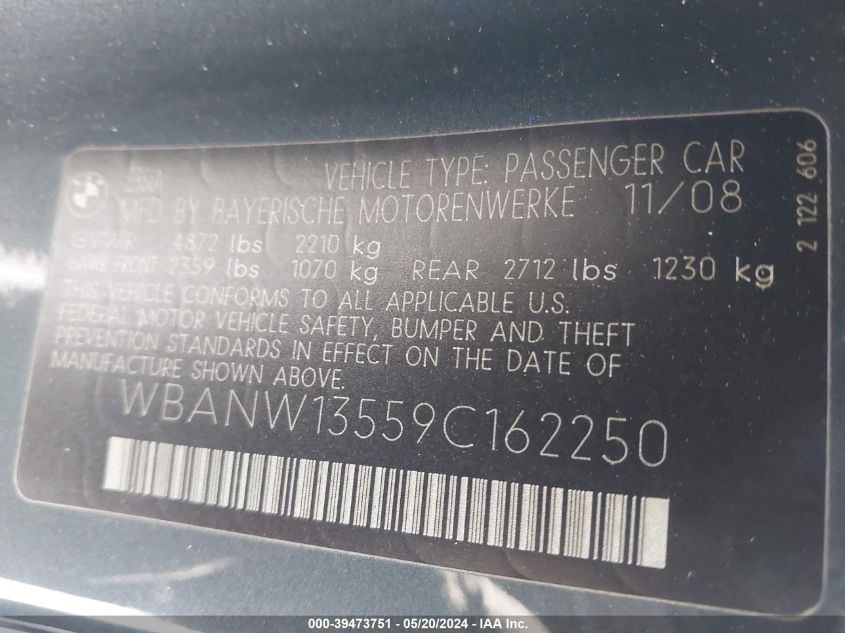 BMW
535iA VEHICLE TYPE: PASSENGER CAR
MFD BY BAYERISCHE MOTORENWERKE 11/08
GVWR 4872 lbs 2210 kg
GAWR FRONT 2359 lbs 1070 kg REAR 2712 lbs 1230 kg
THIS VEHICLE CONFORMS TO ALL APPLICABLE U.S.
FEDERAL MOTOR VEHICLE SAFETY, BUMPER AND THEFT
PREVENTION STANDARDS IN EFFECT ON THE DATE OF
MANUFACTURE SHOWN ABOVE.
WBANW13559C162250
2 122 606
000-39473751 / 05/20/2024 - IAA Inc.